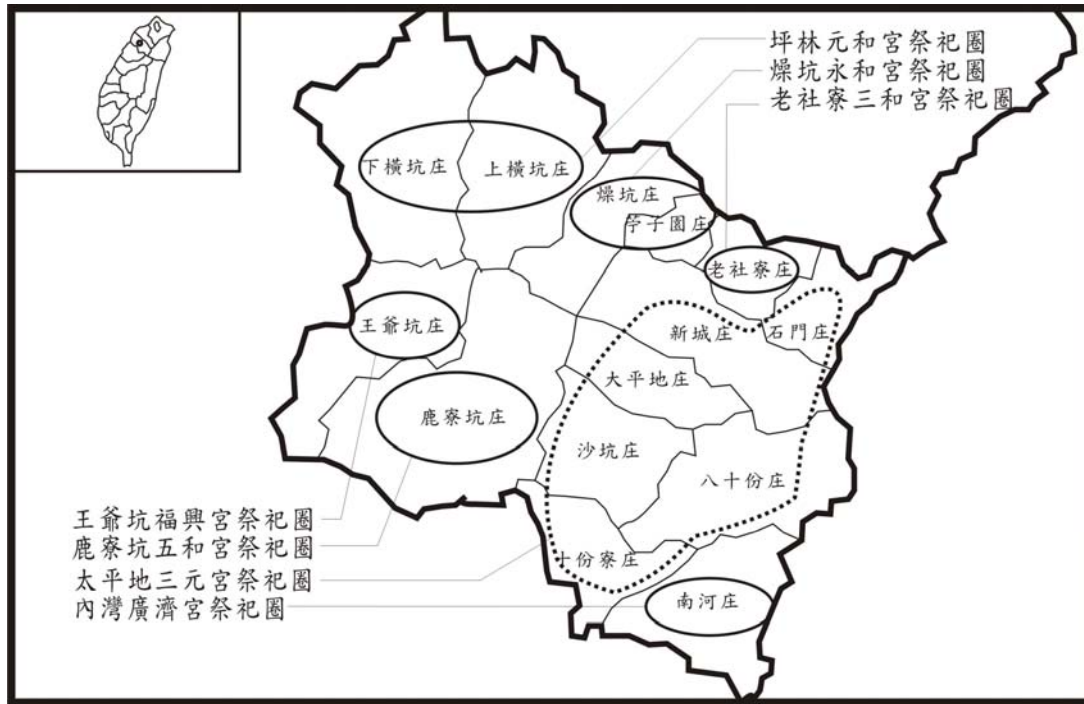 坪林元和宮祭祀圈
燥坑永和宮祭祀圈
老社寮三和宮祭祀圈
下橫坑庄
上橫坑庄
燥坑庄
芧子園庄
老社寮庄
王爺坑庄
新城庄
石門庄
大平地庄
鹿寮坑庄
沙坑庄
八十份庄
王爺坑福興宮祭祀圈
鹿寮坑五和宮祭祀圈
太平地三元宮祭祀圈
內灣廣濟宮祭祀圈
十份寮庄
南河庄